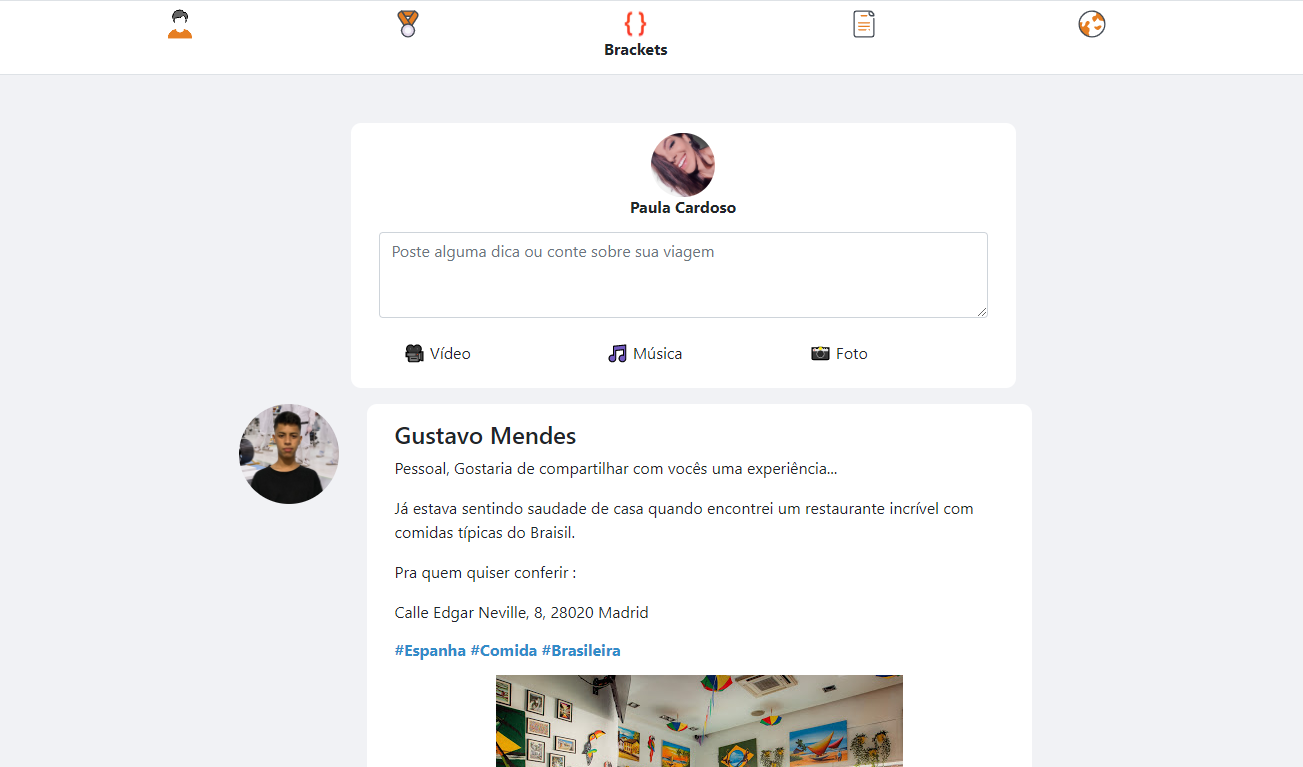 Brackets
Paula Cardoso
Poste alguma dica ou conte sobre sua viagem
Vídeo
Música
Foto
Gustavo Mendes
Pessoal, Gostaria de compartilhar com vocês uma experiência...
Já estava sentindo saudade de casa quando encontrei um restaurante incrível com
comidas típicas do Braisil.
Pra quem quiser conferir :
Calle Edgar Neville, 8, 28020 Madrid
#Espanha #Comida #Brasileira